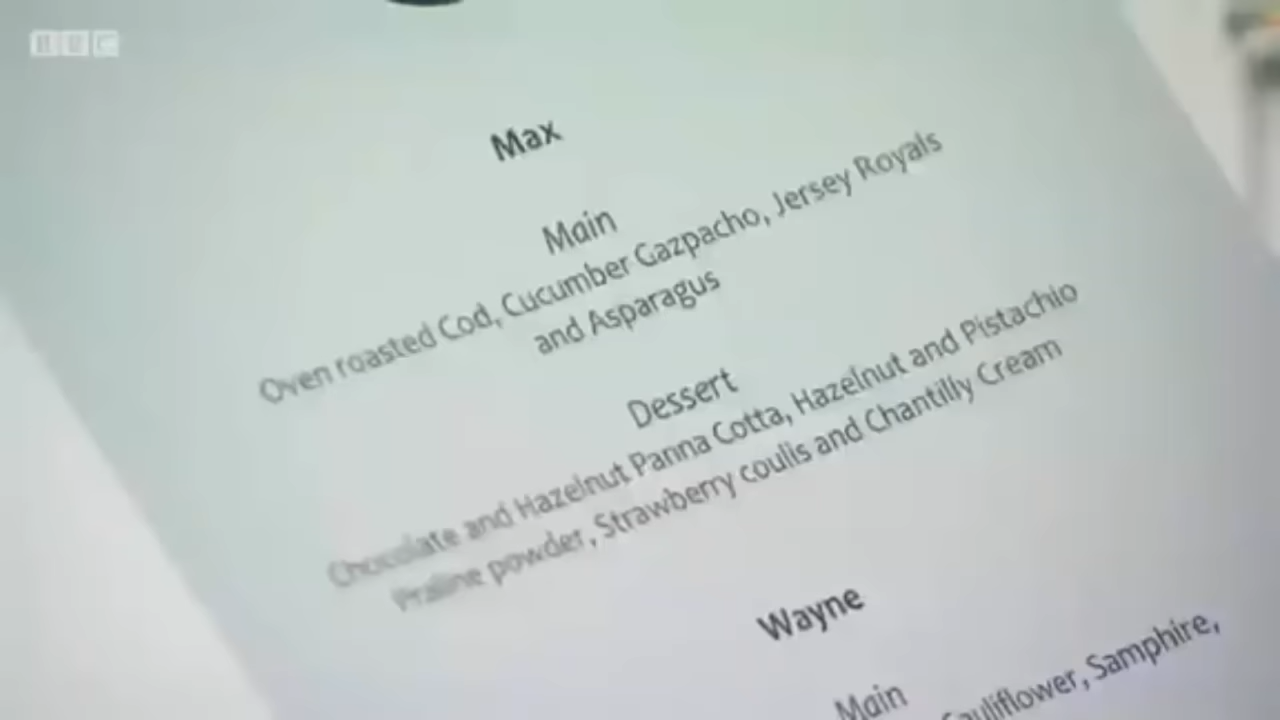 BBC
Max
Main
Oven roasted Cod, Cucumber Gazpacho, Jersey Royals
and Asparagus
Dessert
Chocolate and Hazelnut Panna Cotta, Hazelnut and Pistachio
Praline powder, Strawberry coulis and Chantilly Cream
Wayne
Main
Cauliflower, Samphire,